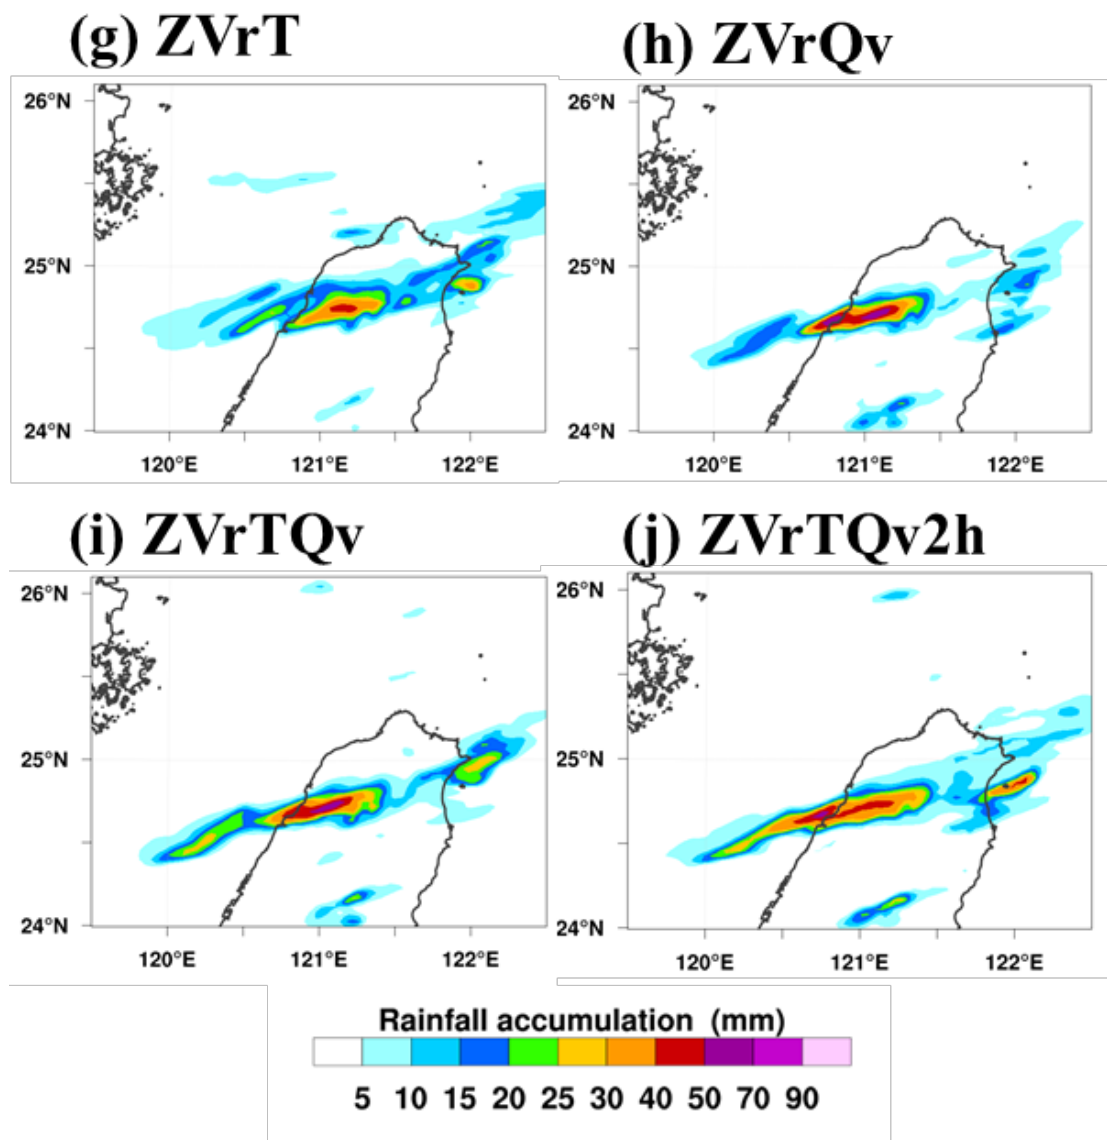 (g) ZVrT
(h) ZVrQv
26°N
25°N
24°N
120°E 121°E 122°E
26°N
25°N
24°N
120°E 121°E 122°E
(i) ZVrTQv
(j) ZVrTQv2h
26°N
25°N
24°N
120°E 121°E 122°E
26°N
25°N
24°N
120°E 121°E 122°E
Rainfall accumulation (mm)
5 10 15 20 25 30 40 50 70 90